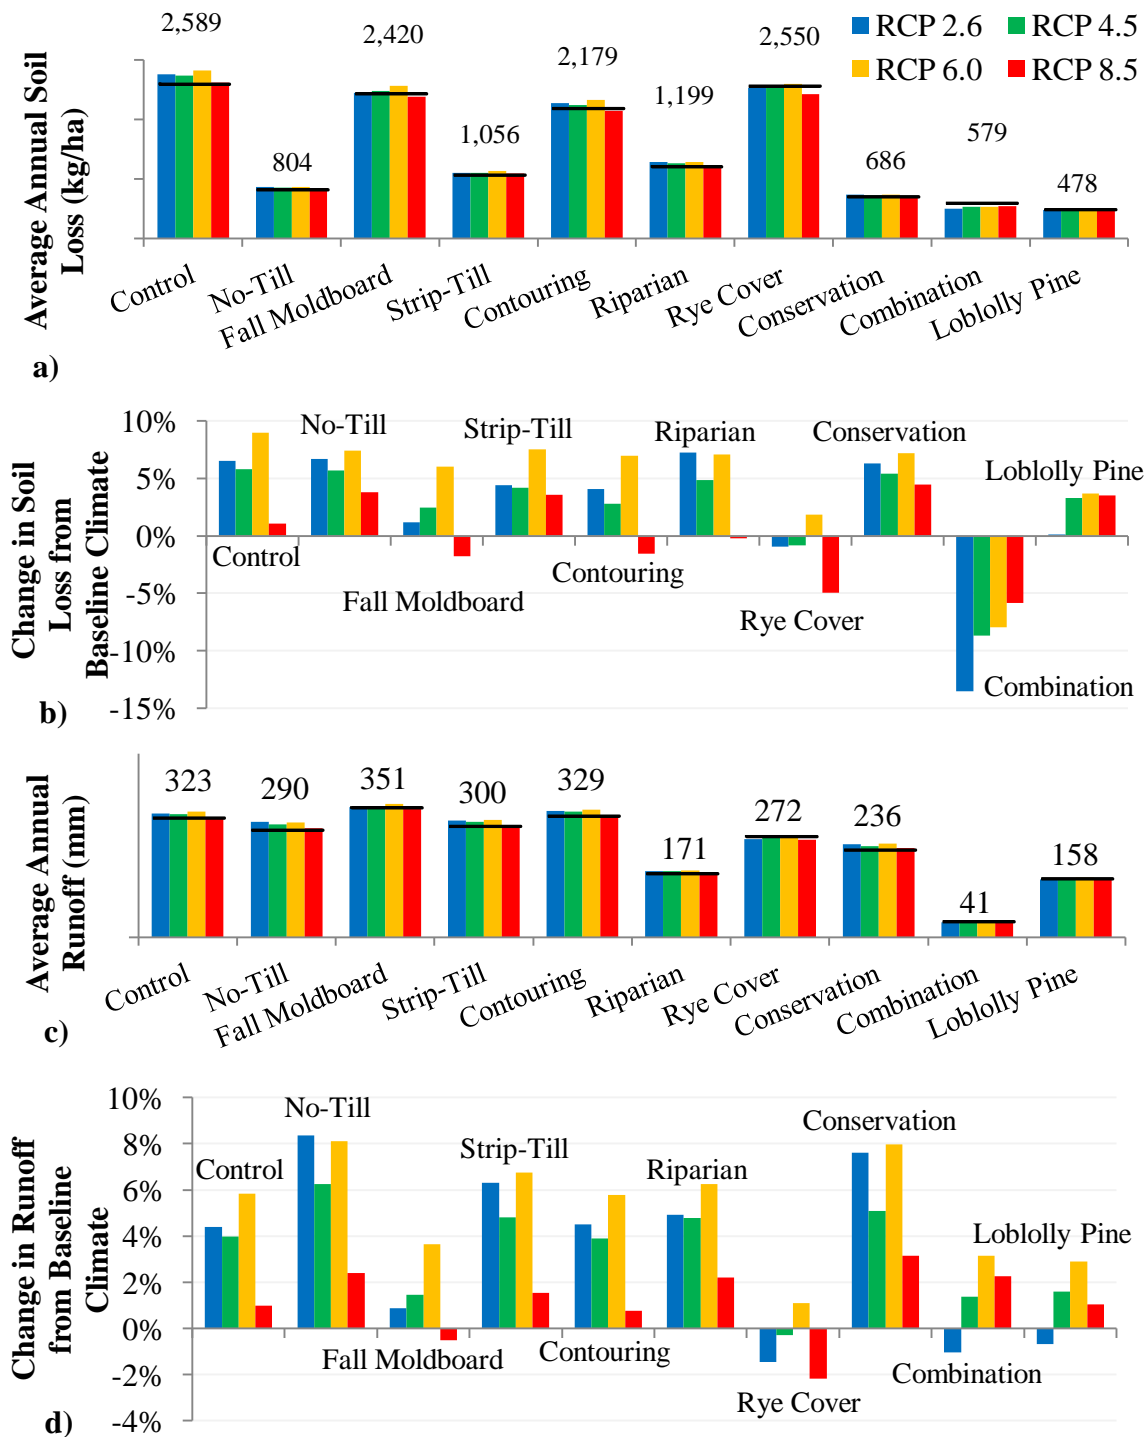 2,589
2,420
2,179
2,550
1,199
1,056
804
686
579
478
RCP 2.6
RCP 4.5
RCP 6.0
RCP 8.5
Average Annual Soil
Loss (kg/ha)
Control
No-Till
Fall Moldboard
Strip-Till
Contouring
Riparian
Rye Cover
Conservation
Combination
Loblolly Pine
a)
Change in Soil
Loss from
Baseline Climate
10%
5%
0%
-5%
-10%
-15%
Control
No-Till
Fall Moldboard
Strip-Till
Contouring
Riparian
Rye Cover
Conservation
Combination
Loblolly Pine
b)
Average Annual
Runoff (mm)
323
290
351
300
329
171
272
236
41
158
Control
No-Till
Fall Moldboard
Strip-Till
Contouring
Riparian
Rye Cover
Conservation
Combination
Loblolly Pine
c)
Change in Runoff
from Baseline
Climate
10%
8%
6%
4%
2%
0%
-2%
-4%
Control
No-Till
Fall Moldboard
Strip-Till
Contouring
Riparian
Rye Cover
Conservation
Combination
Loblolly Pine
d)